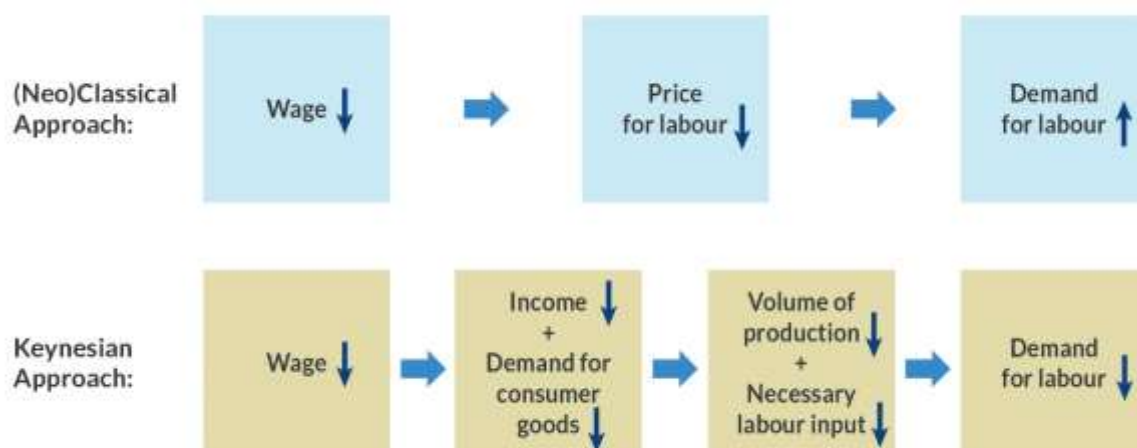 (Neo)Classical
Approach:
Wage
Price
for labour
Demand
for labour
Keynesian
Approach:
Wage
Income
+
Demand for
consumer
goods
Volume of
production
+
Necessary
labour input
Demand
for labour